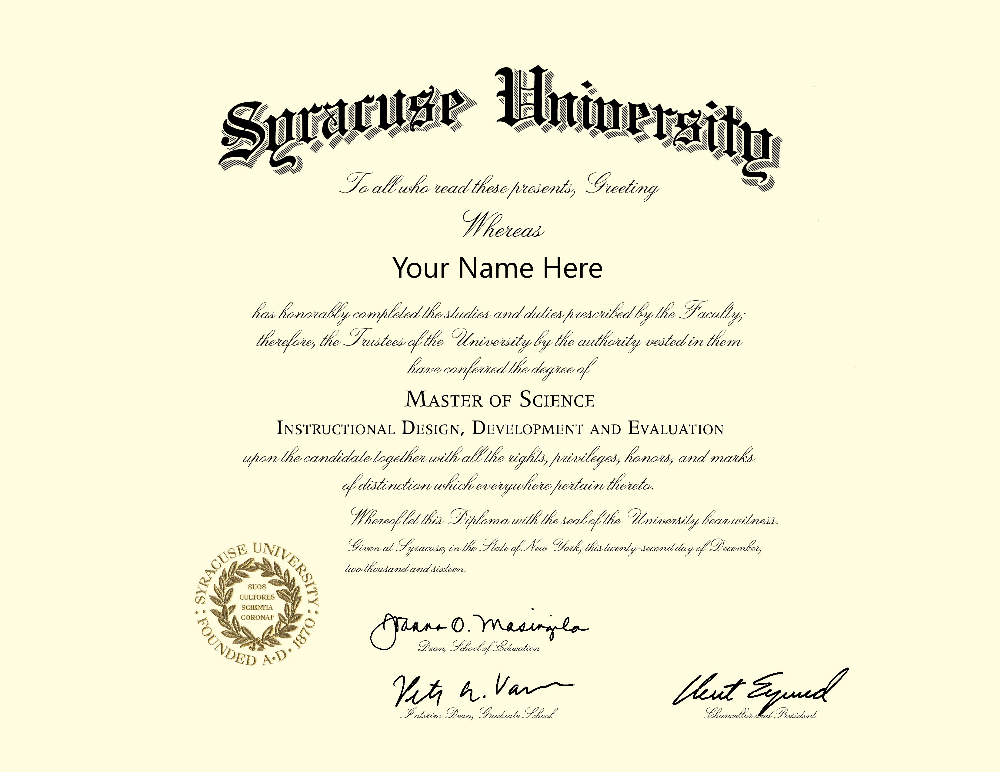 Syracuse University
To all who read these presents, Greeting
Whereas
Your Name Here
has honorably completed the studies and duties prescribed by the Faculty;
therefore, the Trustees of the University by the authority vested in them
have conferred the degree of
MASTER OF SCIENCE
INSTRUCTIONAL DESIGN, DEVELOPMENT AND EVALUATION
upon the candidate together with all the rights, privileges, honors, and marks
of distinction which everywhere pertain thereto.
Whereof let this Diploma with the seal of the University bear witness.
Given at Syracuse, in the State of New York, this twenty-second day of December,
two thousand and sixteen.
SYRACUSE UNIVERSITY
FOUNDED A·D·1870
SUOS
CULTORES
SCIENTIA
CORONAT
Joanna O. Masingila
Dean, School of Education
Interim Dean, Graduate School
Chancellor and President